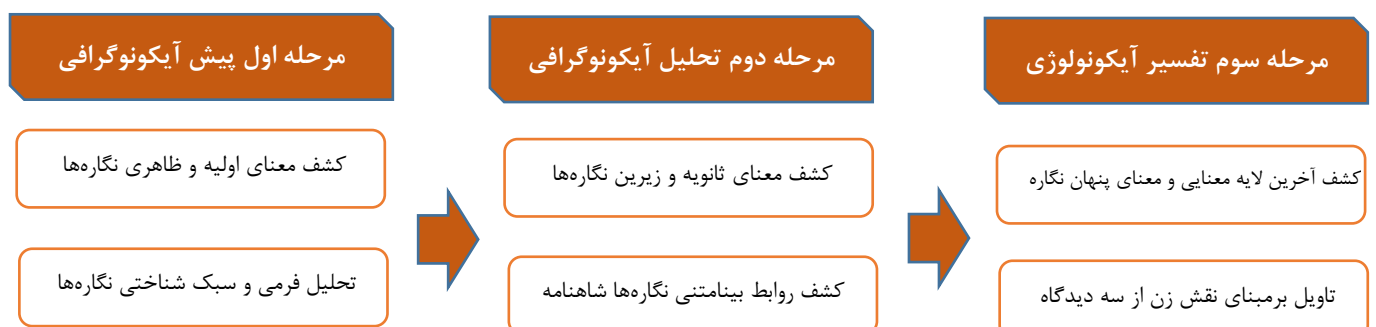 مرحله اول پیش آیکونوگرافی
کشف معنای اولیه و ظاهری نگاره‌ها
تحلیل فرمی و سبک شناختی نگاره‌ها
مرحله دوم تحلیل آیکونوگرافی
کشف معنای ثانویه و زیرین نگاره‌ها
کشف روابط بینامتنی نگاره‌ها شاهنامه
مرحله سوم تفسیر آیکونولوژی
کشف آخرین لایه معنایی و معنای پنهان نگاره
تاویل برمبنای نقش زن از سه دیدگاه